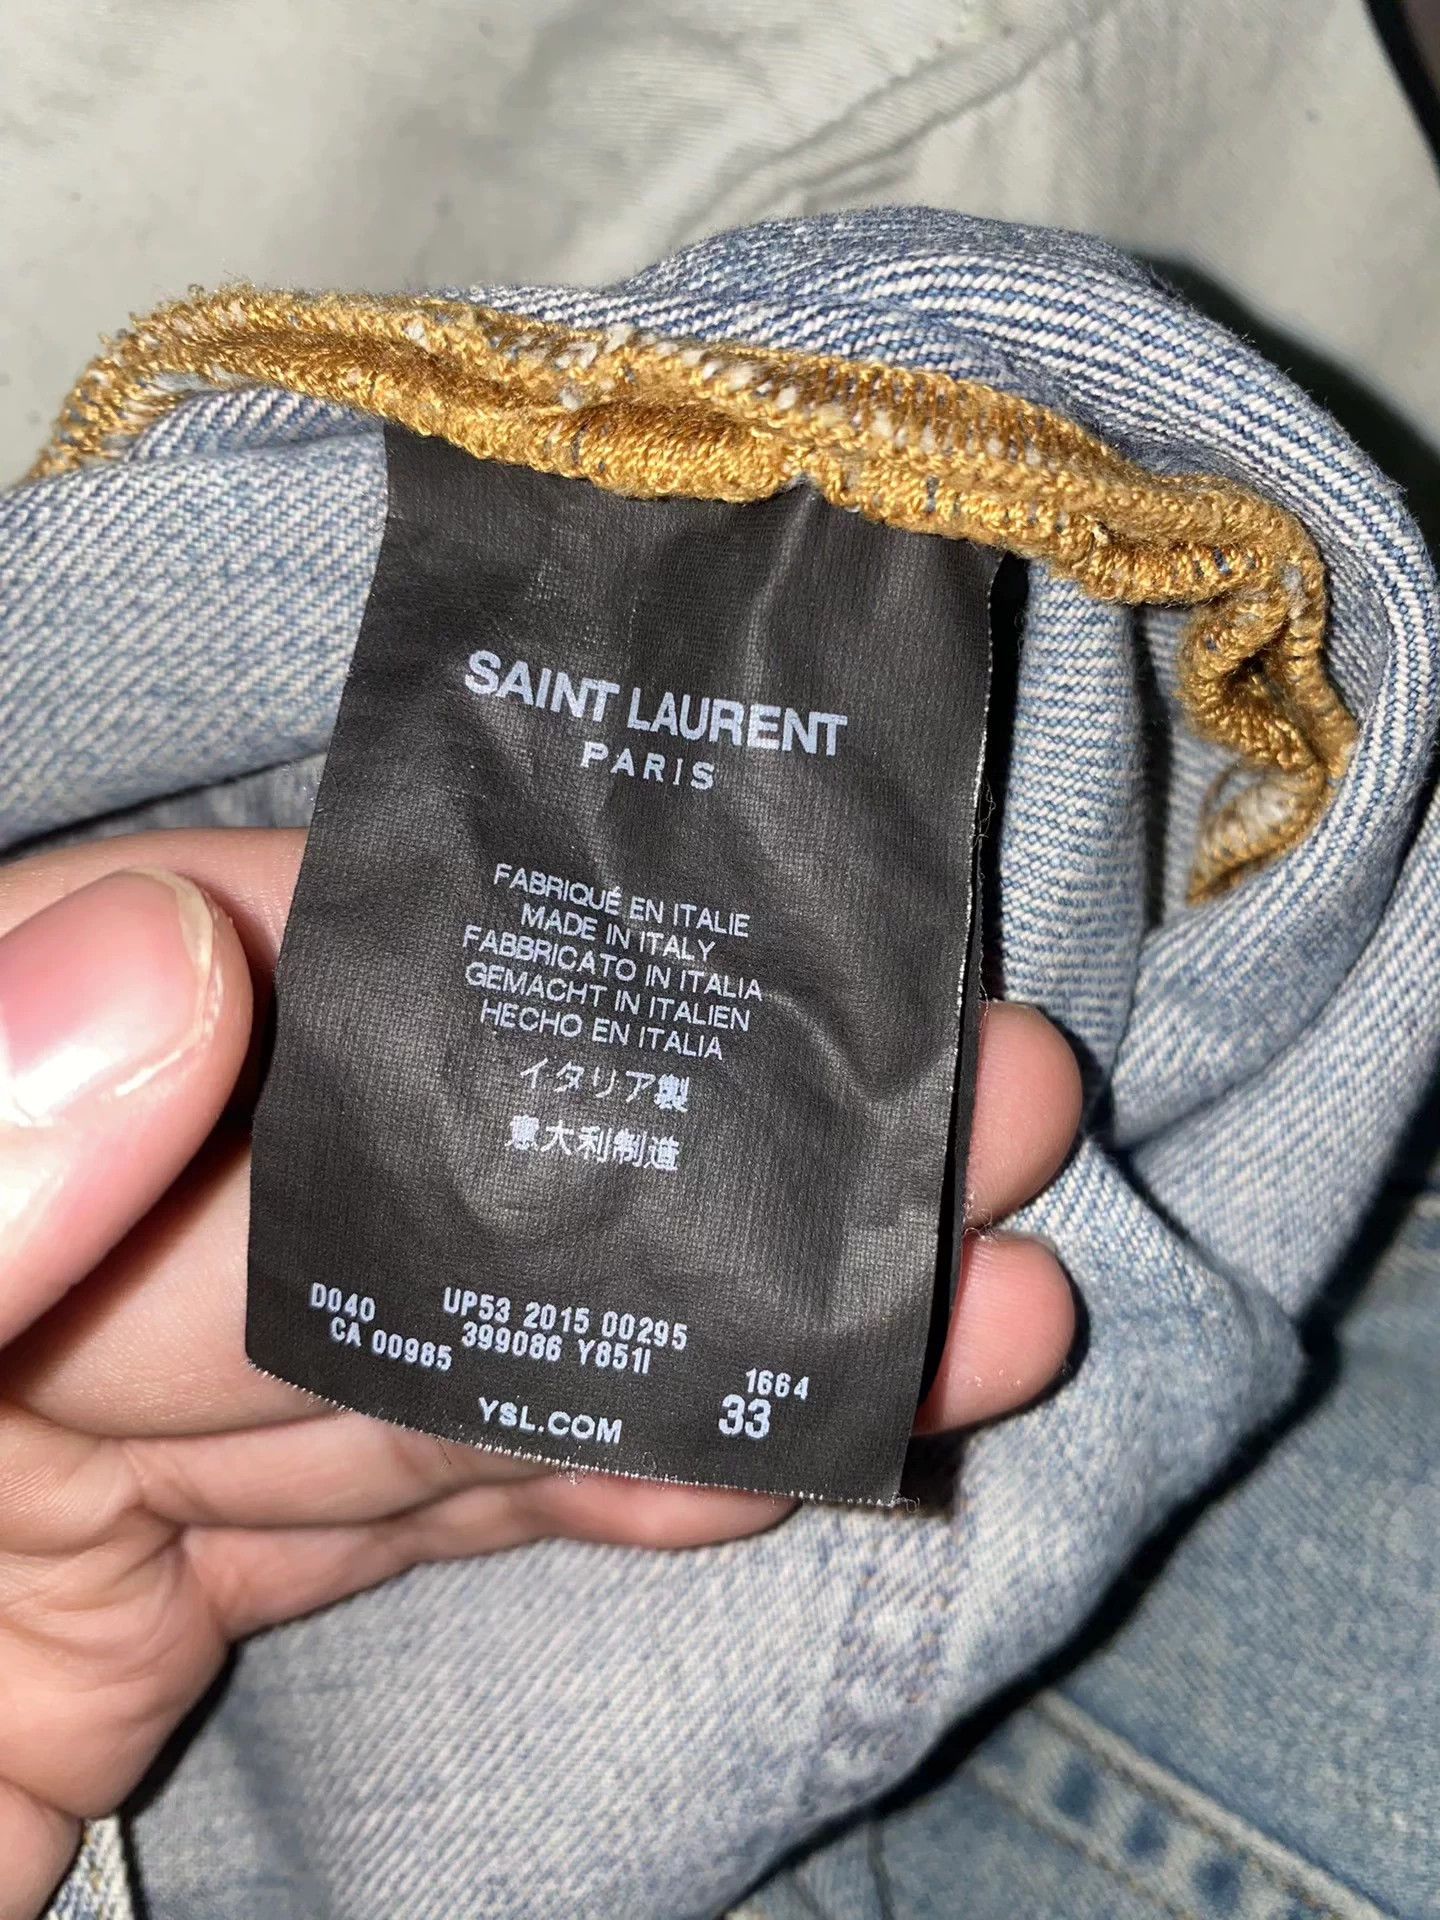 SAINT LAURENT
PARIS
FABRIQUÉ EN ITALIE
MADE IN ITALY
FABBRICATO IN ITALIA
GEMACHT IN ITALIEN
HECHO EN ITALIA
イタリア製
意大利制造
D040 UP53 2015 00295
CA 00985 399086 Y851I
1664
YSL.COM 33